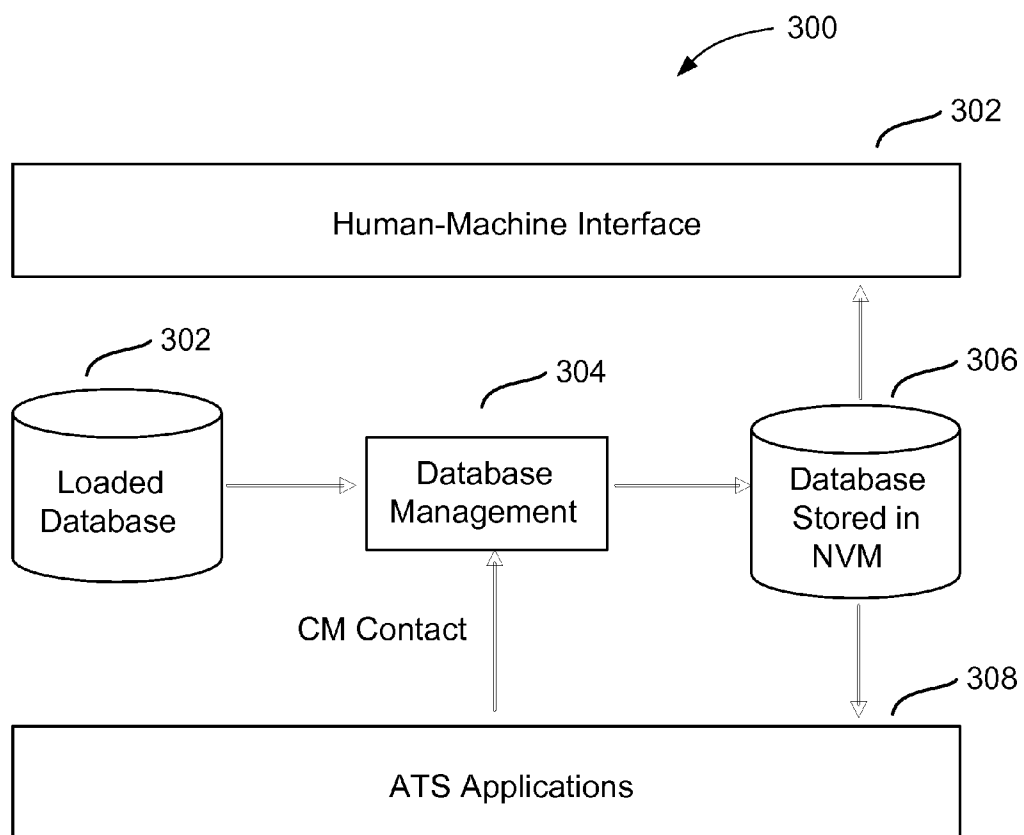 300
302
Human-Machine Interface
302
304
306
Loaded
Database
Database
Management
Database
Stored in
NVM
CM Contact
308
ATS Applications